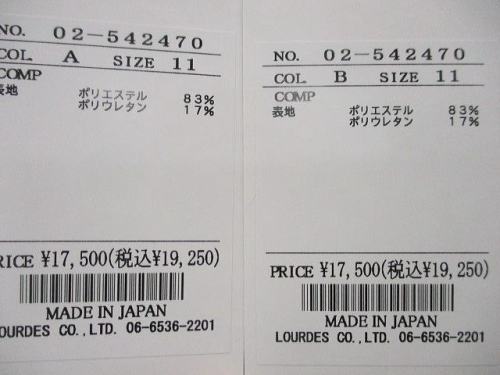 NO. 02-542470
COL. A SIZE 11
COMP
表地 ポリエステル 83%
ポリウレタン 17%
PRICE ¥17,500(税込¥19,250)
MADE IN JAPAN
LOURDES CO.,LTD. 06-6536-2201
NO. 02-542470
COL. B SIZE 11
COMP
表地 ポリエステル 83%
ポリウレタン 17%
PRICE ¥17,500(税込¥19,250)
MADE IN JAPAN
LOURDES CO.,LTD. 06-6536-2201